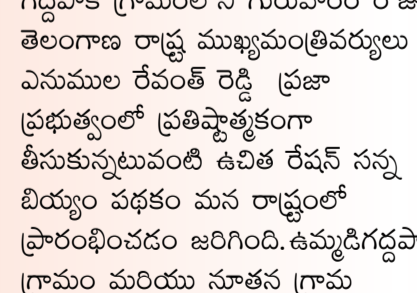 గద్దపాక గ్రామంలో ని గురువారం రో జు
తెలంగాణ రాష్ట్ర ముఖ్యమంత్రివర్యులు
ఎనుముల రేవంత్ రెడ్డి ప్రజా
ప్రభుత్వంలో ప్రతిష్టాత్మకంగా
తీసుకున్నటువంటి ఉచిత రేషన్ సన్న
బియ్యం పథకం మన రాష్ట్రంలో
ప్రారంభించడం జరిగింది. ఉమ్మడిగద్దపా
గ్రామం మరియు నూతన గ్రామ